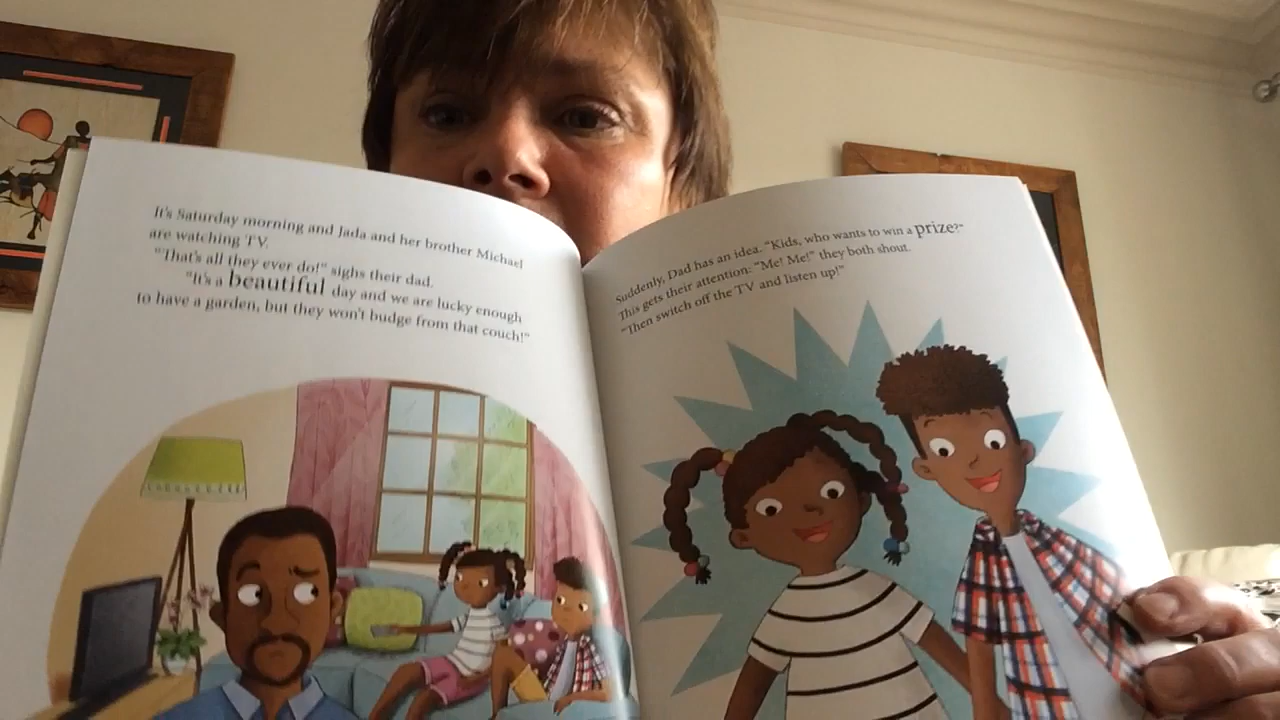 It's Saturday morning and Jada and her brother Michael
are watching TV.
"That's all they ever do!" sighs their dad.
"It's a beautiful day and we are lucky enough
to have a garden, but they won't budge from that couch!"
Suddenly, Dad has an idea. "Kids, who wants to win a prize?"
This gets their attention: "Me! Me!" they both shout.
"Then switch off the TV and listen up!"